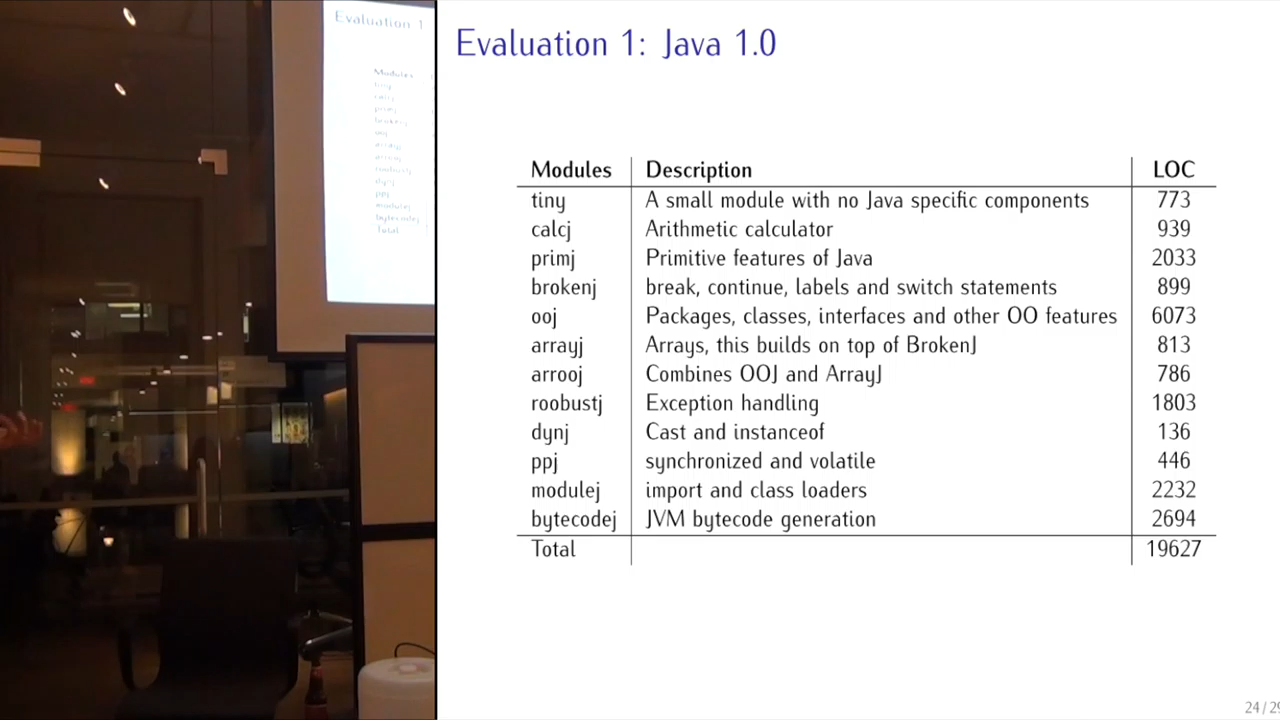 Evaluation 1
Modules
Total
Evaluation 1: Java 1.0
Modules Description LOC
tiny A small module with no Java specific components 773
calcj Arithmetic calculator 939
primj Primitive features of Java 2033
brokenj break, continue, labels and switch statements 899
ooj Packages, classes, interfaces and other OO features 6073
arrayj Arrays, this builds on top of BrokenJ 813
arrooj Combines OOJ and ArrayJ 786
roobustj Exception handling 1803
dynj Cast and instanceof 136
ppj synchronized and volatile 446
modulej import and class loaders 2232
bytecodej JVM bytecode generation 2694
Total 19627
24/29